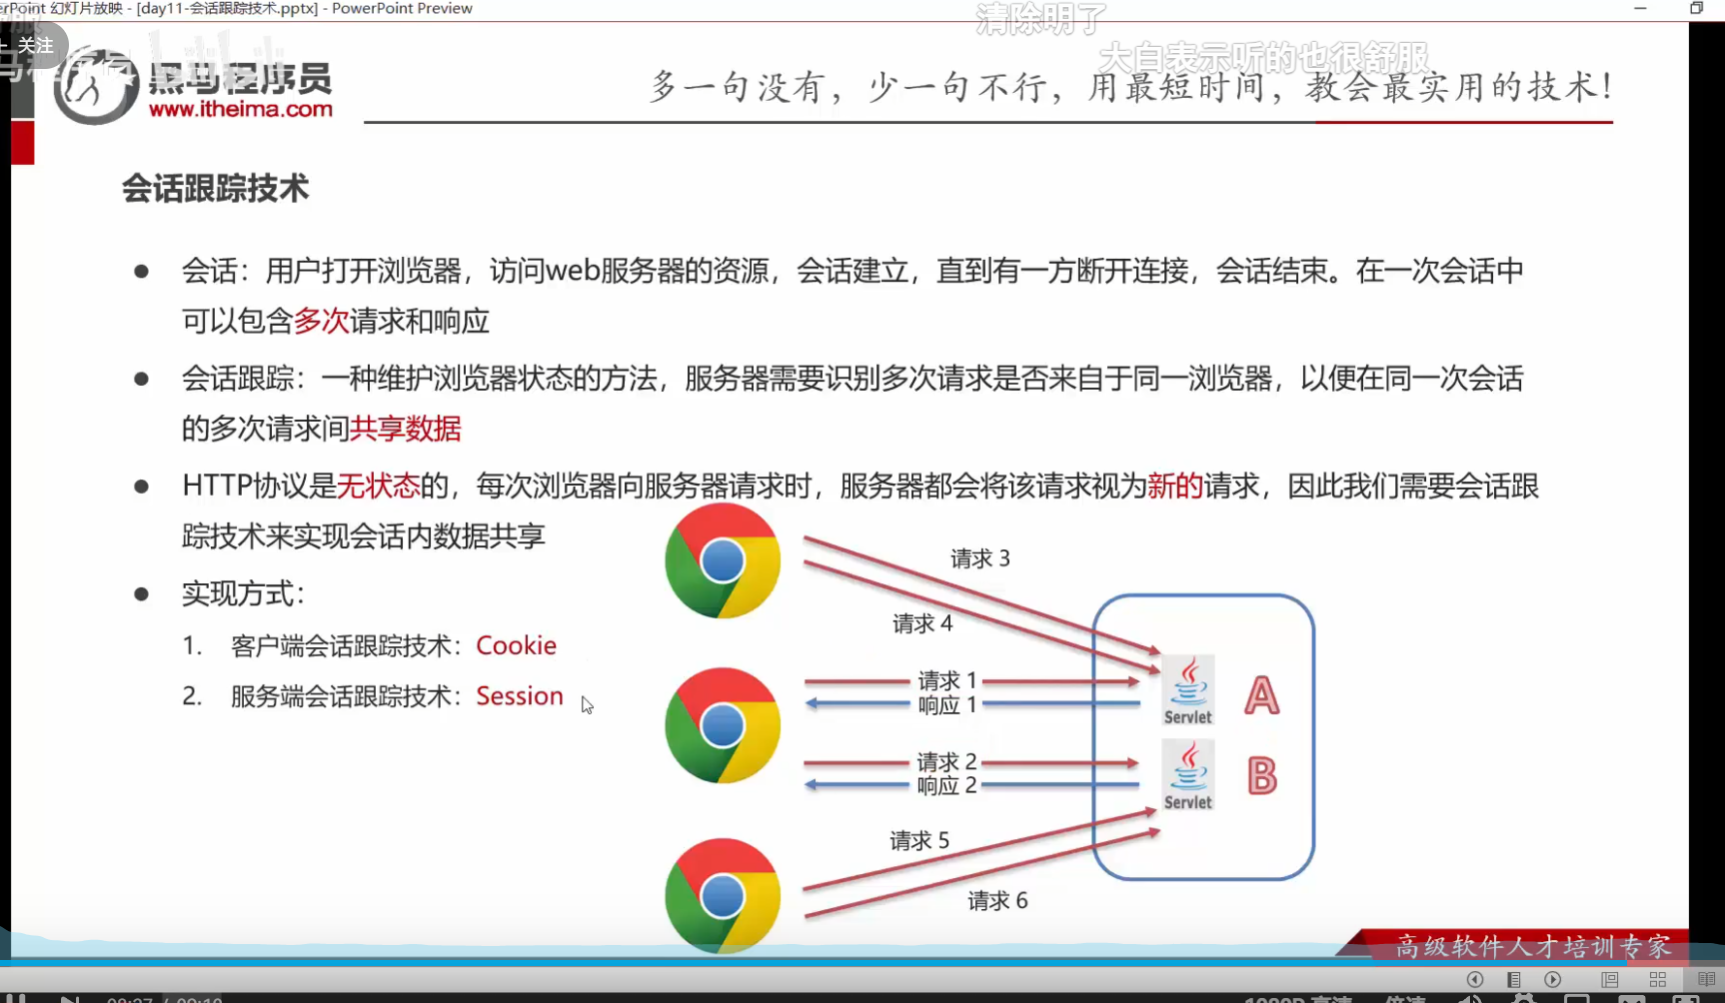 PowerPoint 幻灯片放映 - [day11-会话跟踪技术.pptx] - PowerPoint Preview
清除明了
关注
大白表示听的也很舒服
黑马程序员
www.itheima.com
多一句没有，少一句不行，用最短时间，教会最实用的技术！
会话跟踪技术
● 会话：用户打开浏览器，访问web服务器的资源，会话建立，直到有一方断开连接，会话结束。在一次会话中
可以包含多次请求和响应
● 会话跟踪：一种维护浏览器状态的方法，服务器需要识别多次请求是否来自于同一浏览器，以便在同一次会话
的多次请求间共享数据
● HTTP协议是无状态的，每次浏览器向服务器请求时，服务器都会将该请求视为新的请求，因此我们需要会话跟
踪技术来实现会话内数据共享
● 实现方式：
1. 客户端会话跟踪技术：Cookie
2. 服务端会话跟踪技术：Session
请求 3
请求 4
请求 1
响应 1
Servlet
A
请求 2
响应 2
Servlet
B
请求 5
请求 6
高级软件人才培训专家
1080P 高清
倍速